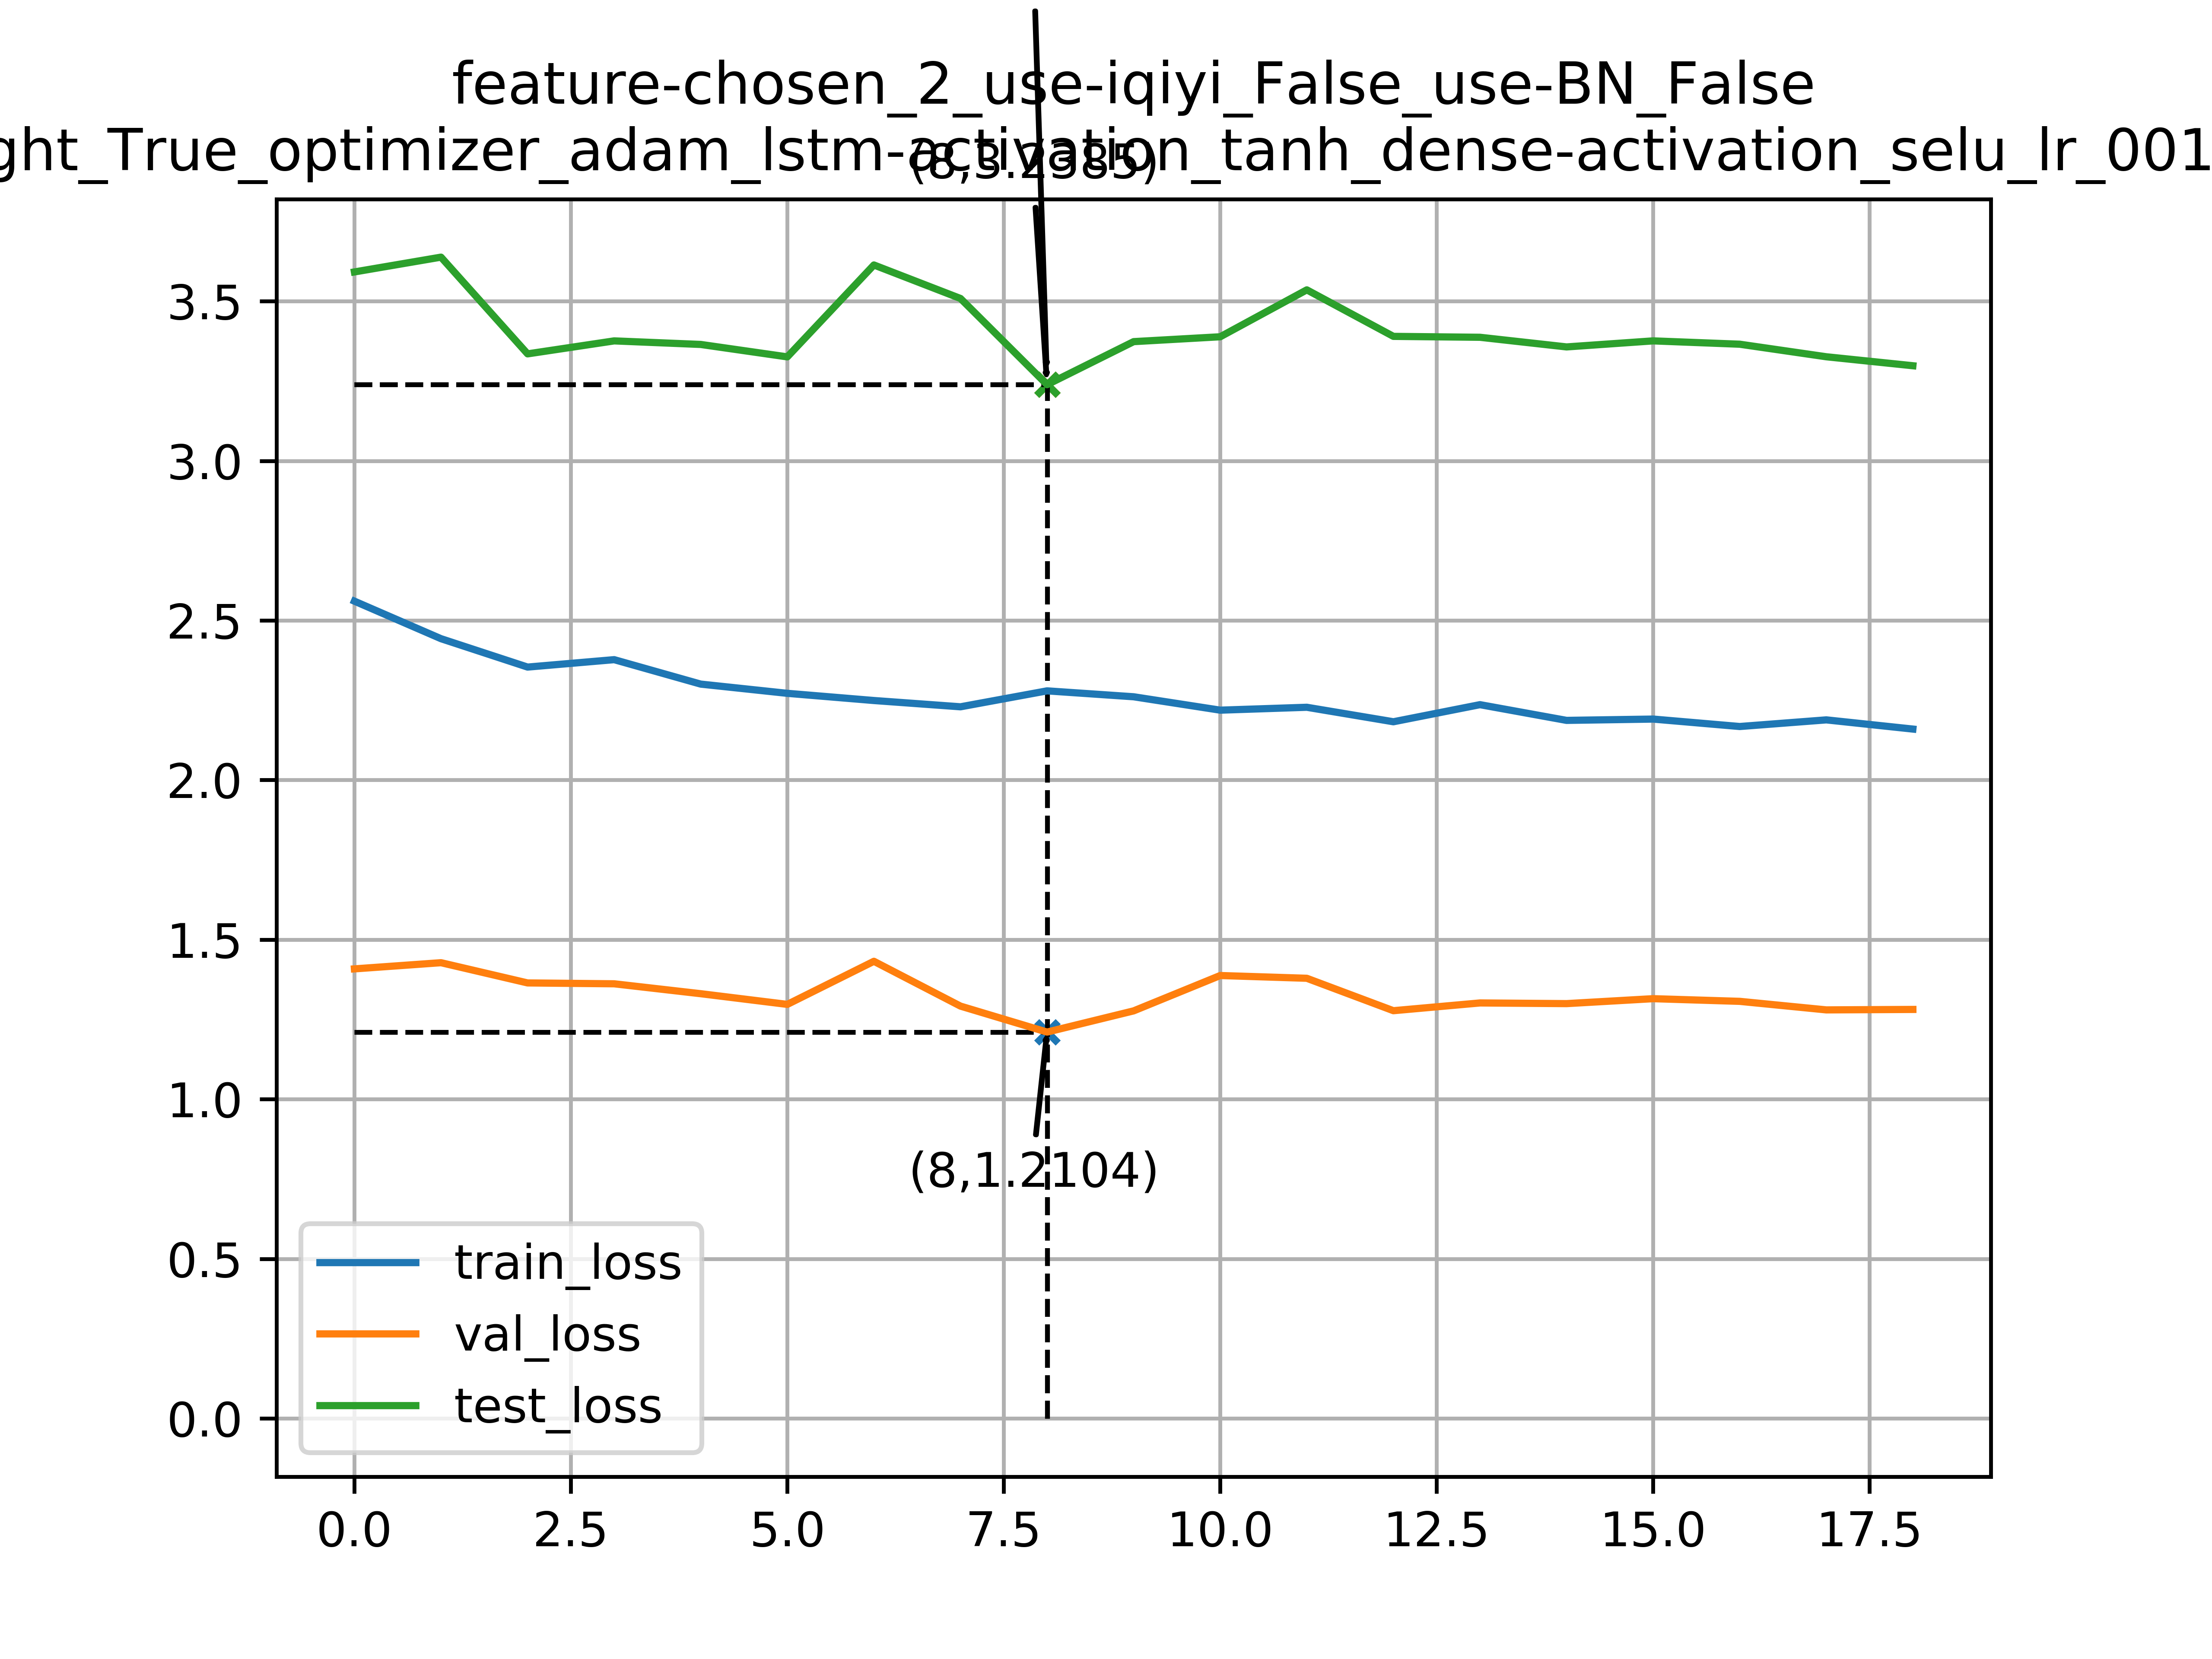 feature-chosen_2_use-iqiyi_False_use-BN_False
ght_True_optimizer_adam_lstm-activation_tanh_dense-activation_selu_lr_001
(8,3.2385)
3.5
3.0
2.5
2.0
1.5
1.0
0.5
0.0
(8,1.2104)
train_loss
val_loss
test_loss
0.0 2.5 5.0 7.5 10.0 12.5 15.0 17.5